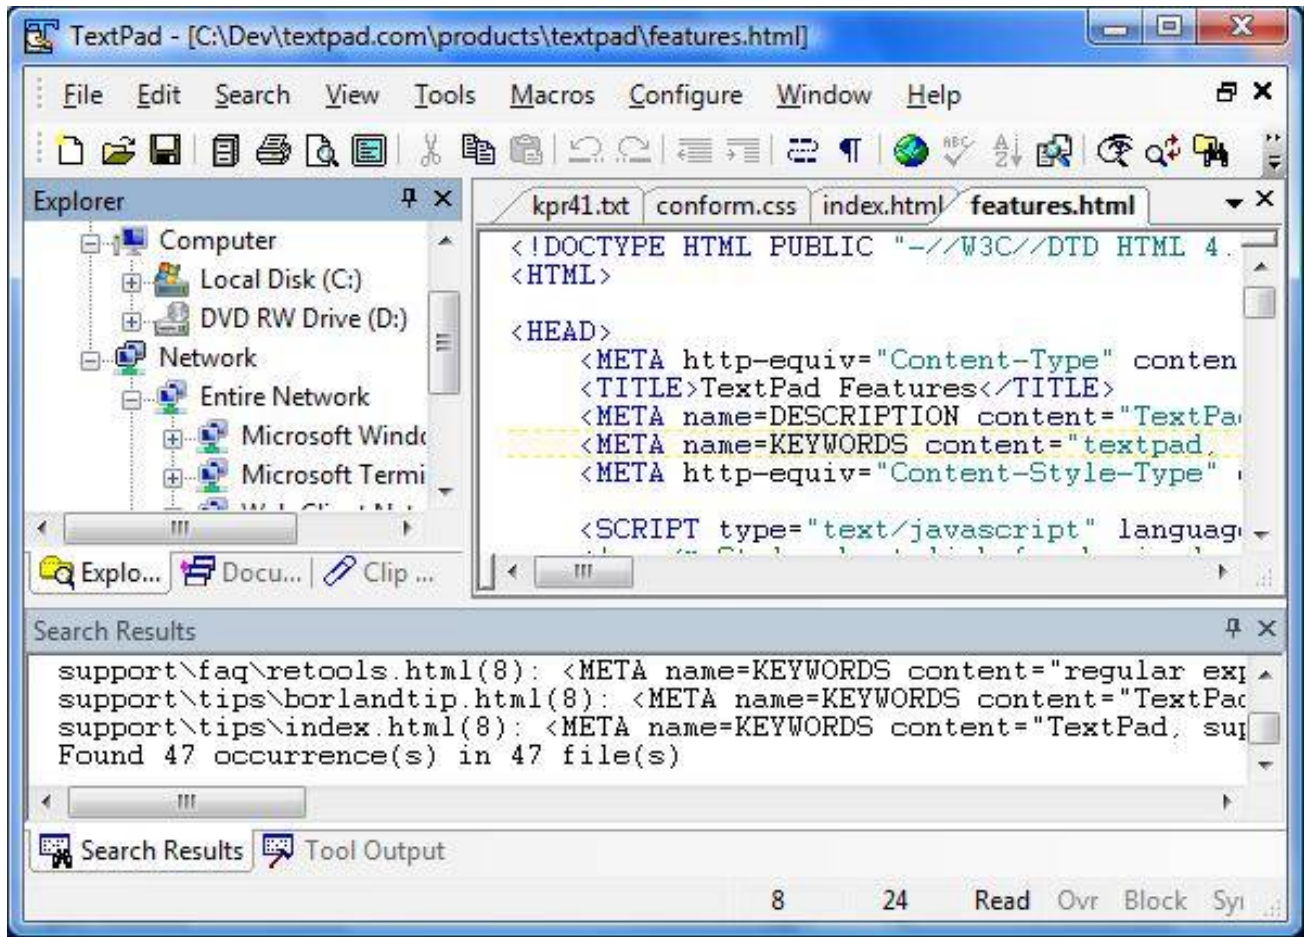 TextPad - [C:\Dev\textpad.com\products\textpad\features.html]
File Edit Search View Tools Macros Configure Window Help
Explorer
Computer
Local Disk (C:)
DVD RW Drive (D:)
Network
Entire Network
Microsoft Windo
Microsoft Termi
kpr41.txt conform.css index.html features.html
<!DOCTYPE HTML PUBLIC "-//W3C//DTD HTML 4.
<HTML>
<HEAD>
<META http-equiv="Content-Type" conten
<TITLE>TextPad Features</TITLE>
<META name=DESCRIPTION content="TextPa
<META name=KEYWORDS content="textpad,
<META http-equiv="Content-Style-Type"
<SCRIPT type="text/javascript" languag
Explo... Docu... Clip ...
Search Results
support\faq\retools.html(8): <META name=KEYWORDS content="regular exp
support\tips\borlandtip.html(8): <META name=KEYWORDS content="TextPad
support\tips\index.html(8): <META name=KEYWORDS content="TextPad, sup
Found 47 occurrence(s) in 47 file(s)
Search Results Tool Output
8 24 Read Ovr Block Syn